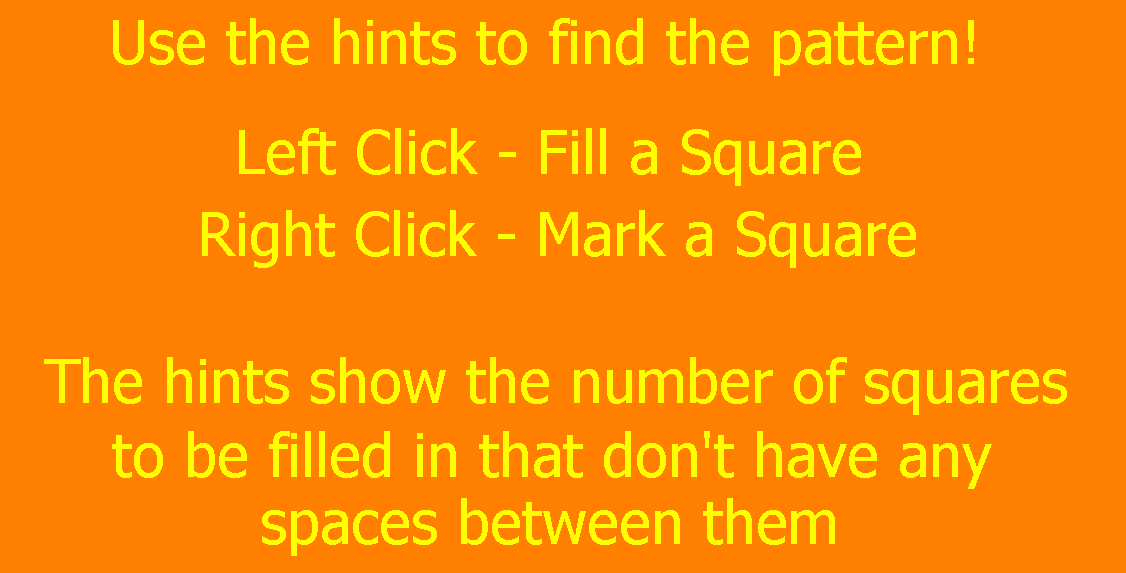 Use the hints to find the pattern!
Left Click - Fill a Square
Right Click - Mark a Square
The hints show the number of squares
to be filled in that don't have any
spaces between them